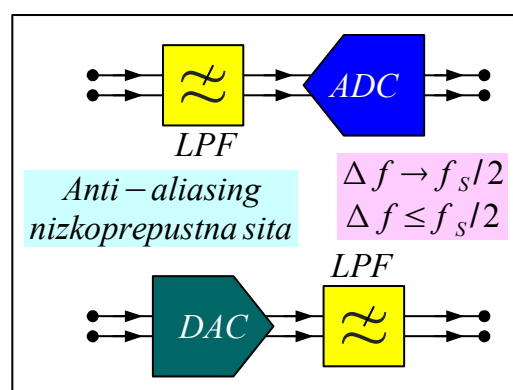 ADC
LPF
Anti-aliasing
nizkoprepustna sita
Δ f → f_S/2
Δ f ≤ f_S/2
LPF
DAC